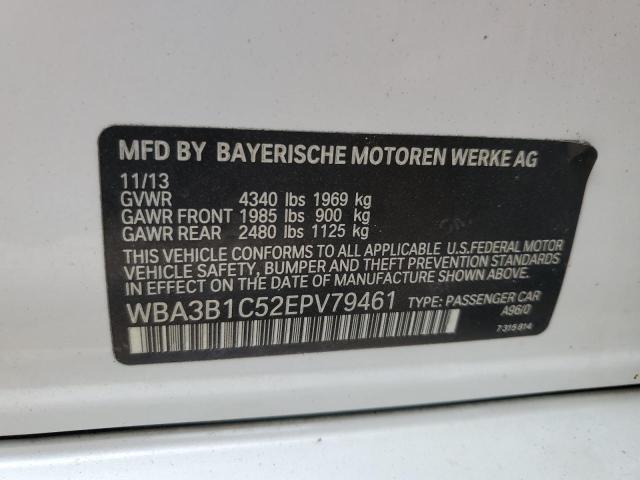 MFD BY BAYERISCHE MOTOREN WERKE AG
11/13
GVWR 4340 lbs 1969 kg
GAWR FRONT 1985 lbs 900 kg
GAWR REAR 2480 lbs 1125 kg
THIS VEHICLE CONFORMS TO ALL APPLICABLE U.S.FEDERAL MOTOR
VEHICLE SAFETY, BUMPER AND THEFT PREVENTION STANDARDS
IN EFFECT ON THE DATE OF MANUFACTURE SHOWN ABOVE.
WBA3B1C52EPV79461 TYPE: PASSENGER CAR
A96/0
7315914